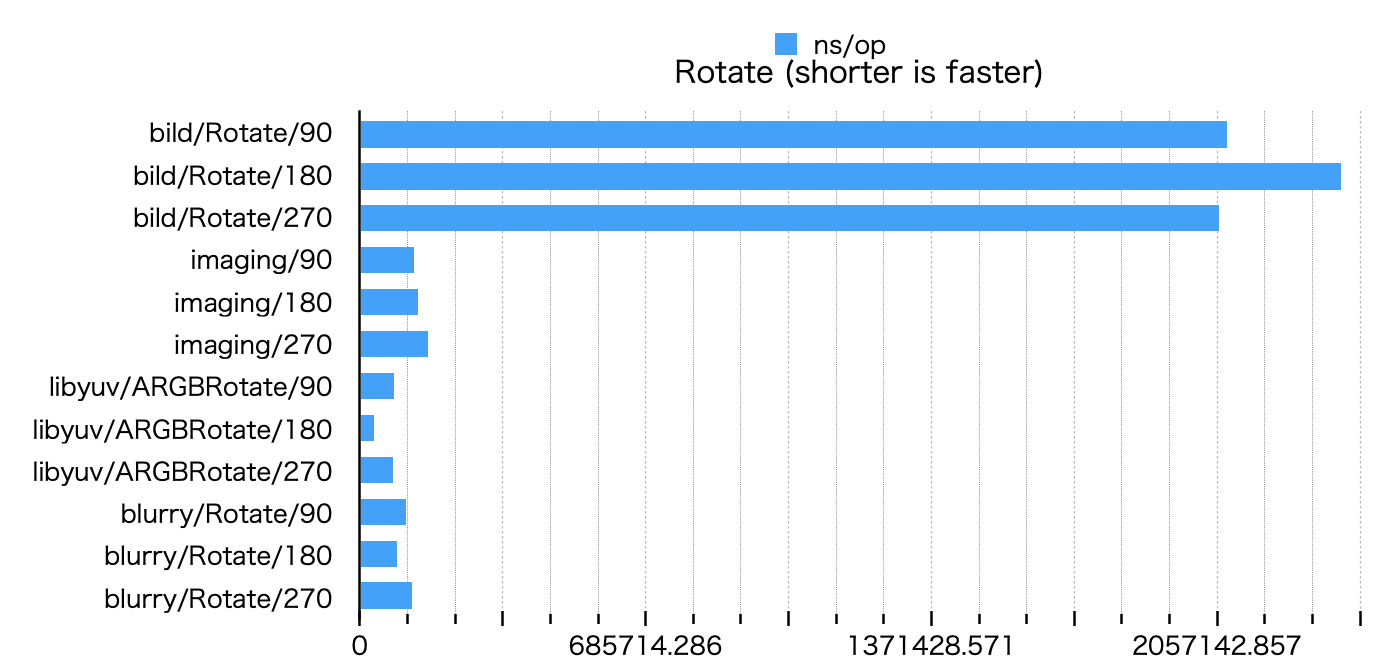 ns/op
Rotate (shorter is faster)
bild/Rotate/90
bild/Rotate/180
bild/Rotate/270
imaging/90
imaging/180
imaging/270
libyuv/ARGBRotate/90
libyuv/ARGBRotate/180
libyuv/ARGBRotate/270
blurry/Rotate/90
blurry/Rotate/180
blurry/Rotate/270
0 685714.286 1371428.571 2057142.857